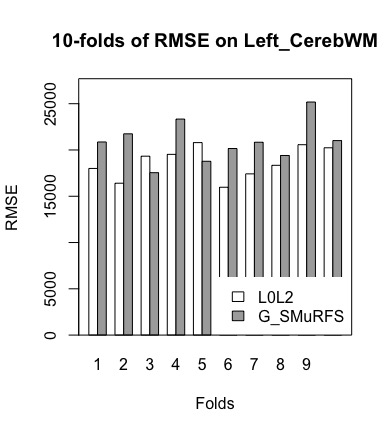 10-folds of RMSE on Left_CerebWM
RMSE
25000
15000
5000
0
L0L2
G_SMuRFS
1 2 3 4 5 6 7 8 9
Folds